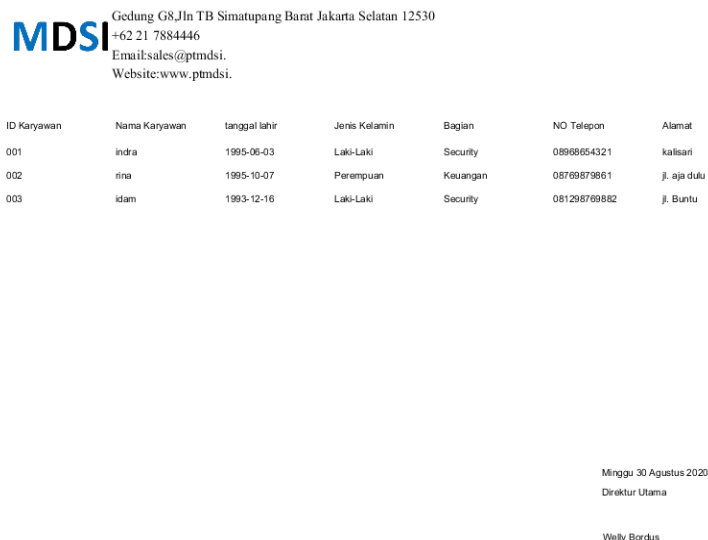 MDSI
Gedung G8,Jln TB Simatupang Barat Jakarta Selatan 12530
+62 21 7884446
Email:sales@ptmdsi.
Website:www.ptmdsi.
ID Karyawan Nama Karyawan tanggal lahir Jenis Kelamin Bagian NO Telepon Alamat
001 indra 1995-06-03 Laki-Laki Security 08968654321 kalisari
002 rina 1995-10-07 Perempuan Keuangan 08769879861 jl. aja dulu
003 idam 1993-12-16 Laki-Laki Security 081298769882 jl. Buntu
Minggu 30 Agustus 2020
Direktur Utama
Welly Bordus